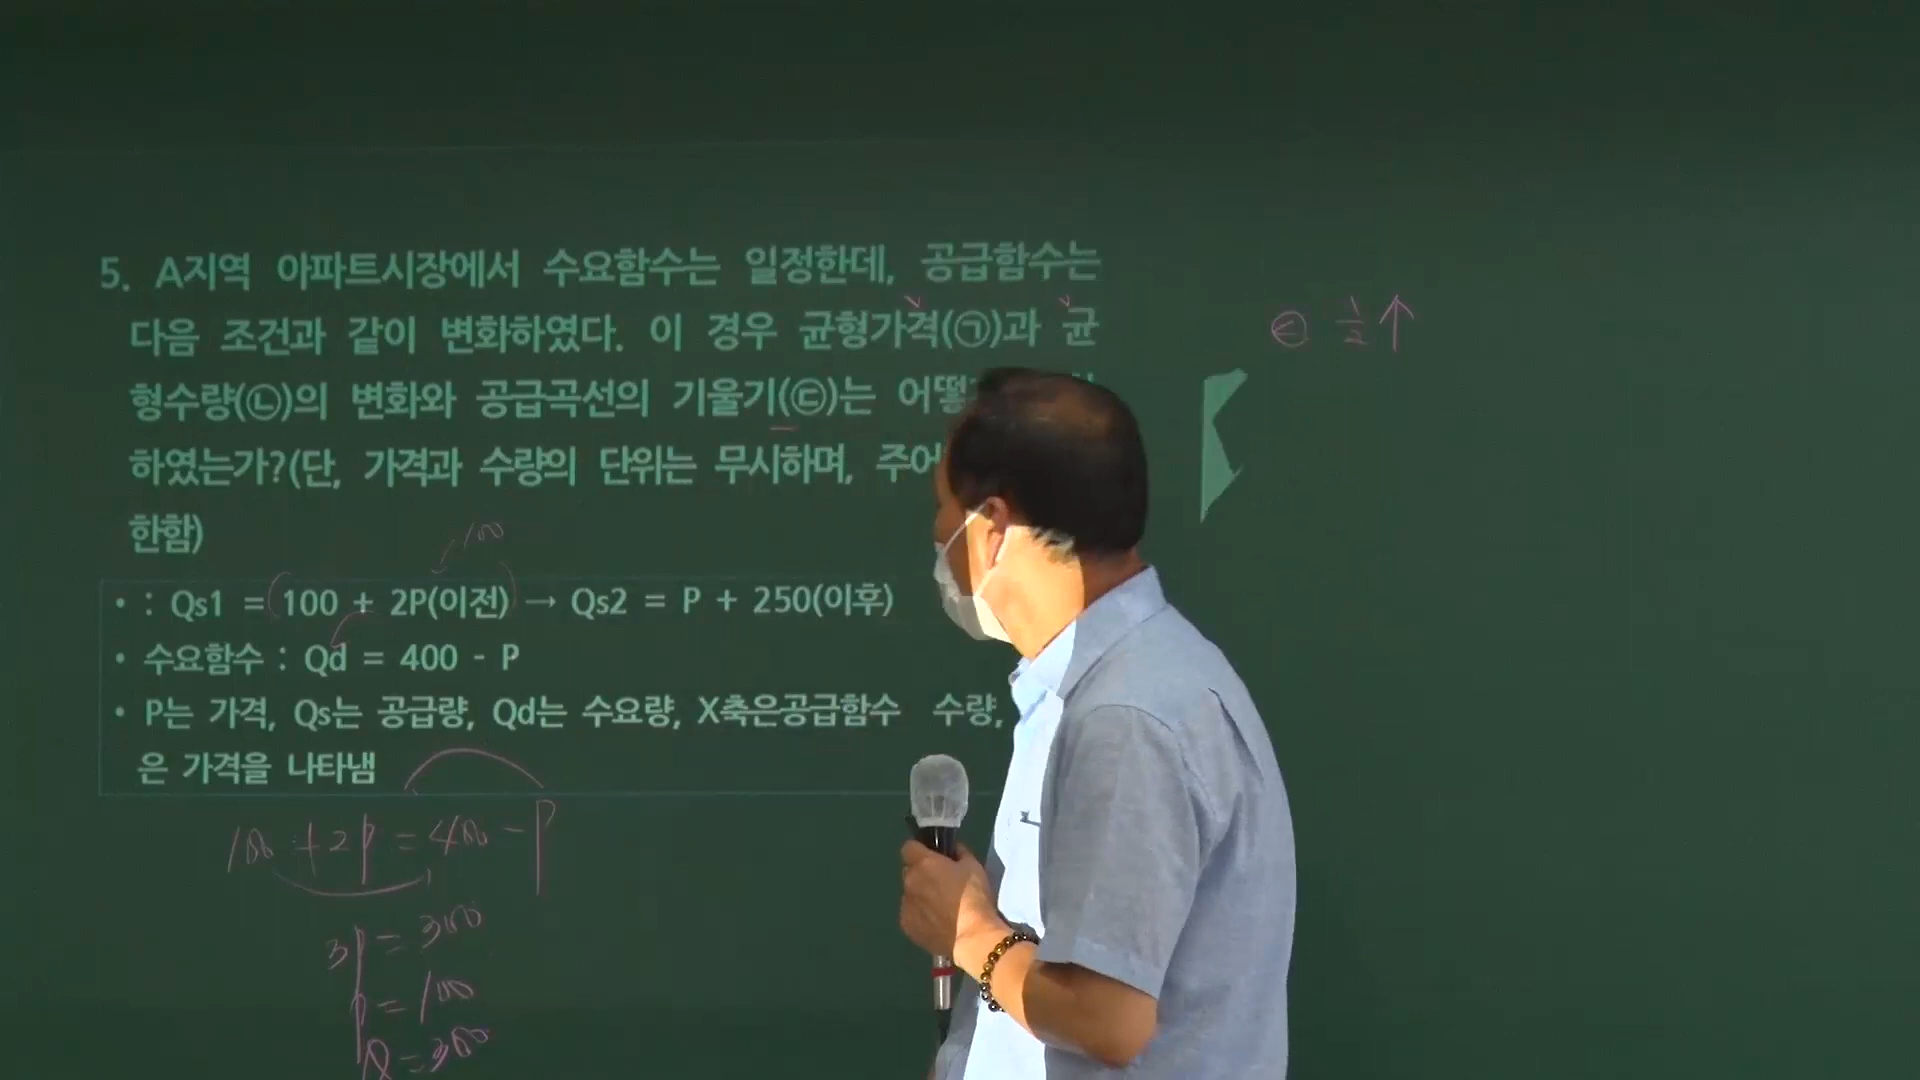 5. A지역 아파트시장에서 수요함수는 일정한데, 공급함수는
다음 조건과 같이 변화하였다. 이 경우 균형가격(㉠)과 균
형수량(㉡)의 변화와 공급곡선의 기울기(㉢)는
하였는가?(단, 가격과 수량의 단위는 무시하며,
한함)
100
• : Qs1 = 100 + 2P(이전) → Qs2 = P + 250(이후)
• 수요함수 : Qd = 400 - P
• P는 가격, Qs는 공급량, Qd는 수요량, X축은공급함수 수량,
은 가격을 나타냄
100 + 2P = 400 - P
3P = 300
P = 100
Q = 300
㉢ 1/2 ↑